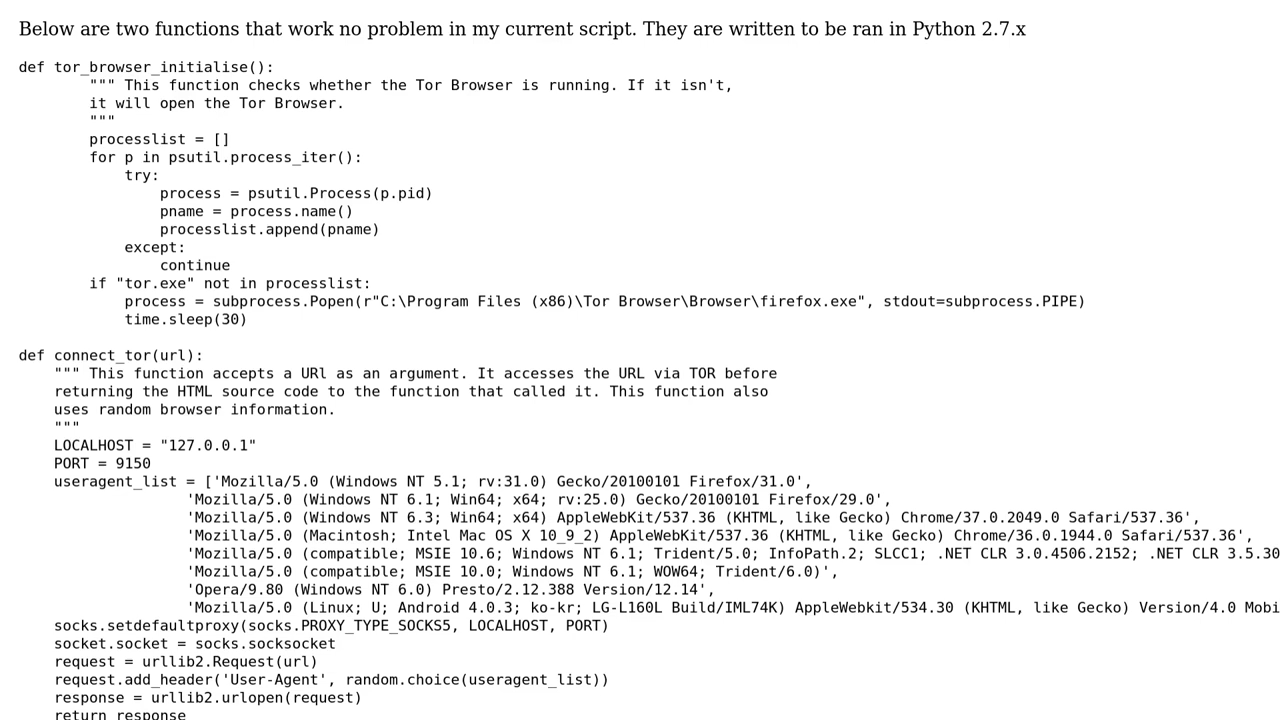 Below are two functions that work no problem in my current script. They are written to be ran in Python 2.7.x
def tor_browser_initialise():
        """ This function checks whether the Tor Browser is running. If it isn't,
        it will open the Tor Browser.
        """
        processlist = []
        for p in psutil.process_iter():
            try:
                process = psutil.Process(p.pid)
                pname = process.name()
                processlist.append(pname)
            except:
                continue
        if "tor.exe" not in processlist:
            process = subprocess.Popen(r"C:\Program Files (x86)\Tor Browser\Browser\firefox.exe", stdout=subprocess.PIPE)
            time.sleep(30)
def connect_tor(url):
    """ This function accepts a URl as an argument. It accesses the URL via TOR before
    returning the HTML source code to the function that called it. This function also
    uses random browser information.
    """
    LOCALHOST = "127.0.0.1"
    PORT = 9150
    useragent_list = ['Mozilla/5.0 (Windows NT 5.1; rv:31.0) Gecko/20100101 Firefox/31.0',
                   'Mozilla/5.0 (Windows NT 6.1; Win64; x64; rv:25.0) Gecko/20100101 Firefox/29.0',
                   'Mozilla/5.0 (Windows NT 6.3; Win64; x64) AppleWebKit/537.36 (KHTML, like Gecko) Chrome/37.0.2049.0 Safari/537.36',
                   'Mozilla/5.0 (Macintosh; Intel Mac OS X 10_9_2) AppleWebKit/537.36 (KHTML, like Gecko) Chrome/36.0.1944.0 Safari/537.36',
                   'Mozilla/5.0 (compatible; MSIE 10.6; Windows NT 6.1; Trident/5.0; InfoPath.2; SLCC1; .NET CLR 3.0.4506.2152; .NET CLR 3.5.30
                   'Mozilla/5.0 (compatible; MSIE 10.0; Windows NT 6.1; WOW64; Trident/6.0)',
                   'Opera/9.80 (Windows NT 6.0) Presto/2.12.388 Version/12.14',
                   'Mozilla/5.0 (Linux; U; Android 4.0.3; ko-kr; LG-L160L Build/IML74K) AppleWebkit/534.30 (KHTML, like Gecko) Version/4.0 Mobi
    socks.setdefaultproxy(socks.PROXY_TYPE_SOCKS5, LOCALHOST, PORT)
    socket.socket = socks.socksocket
    request = urllib2.Request(url)
    request.add_header('User-Agent', random.choice(useragent_list))
    response = urllib2.urlopen(request)
    return response